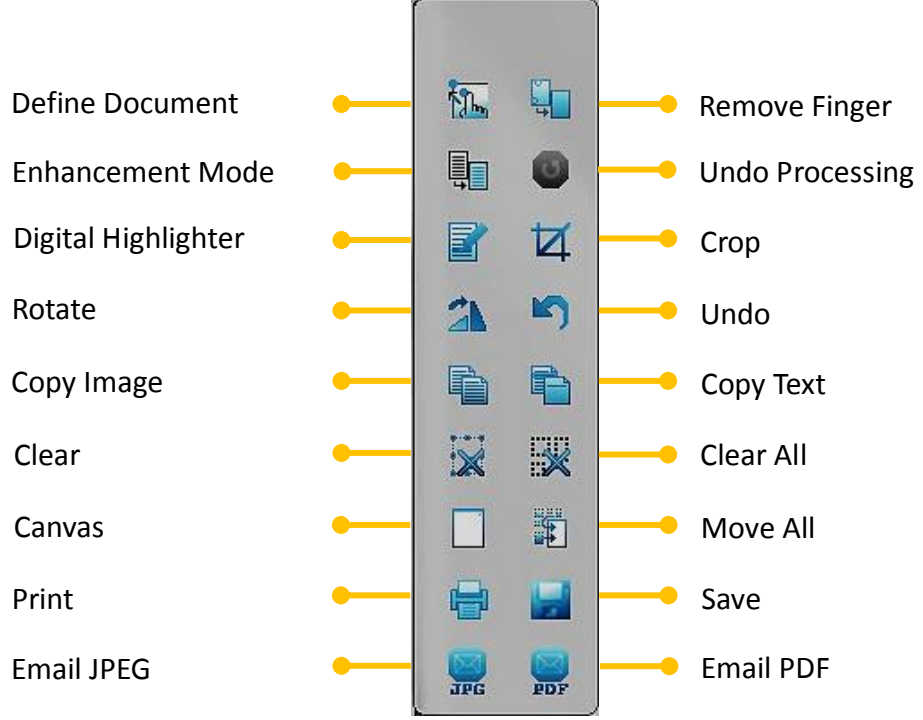 Define Document
Remove Finger
Enhancement Mode
Undo Processing
Digital Highlighter
Crop
Rotate
Undo
Copy Image
Copy Text
Clear
Clear All
Canvas
Move All
Print
Save
Email JPEG
JPG
PDF
Email PDF